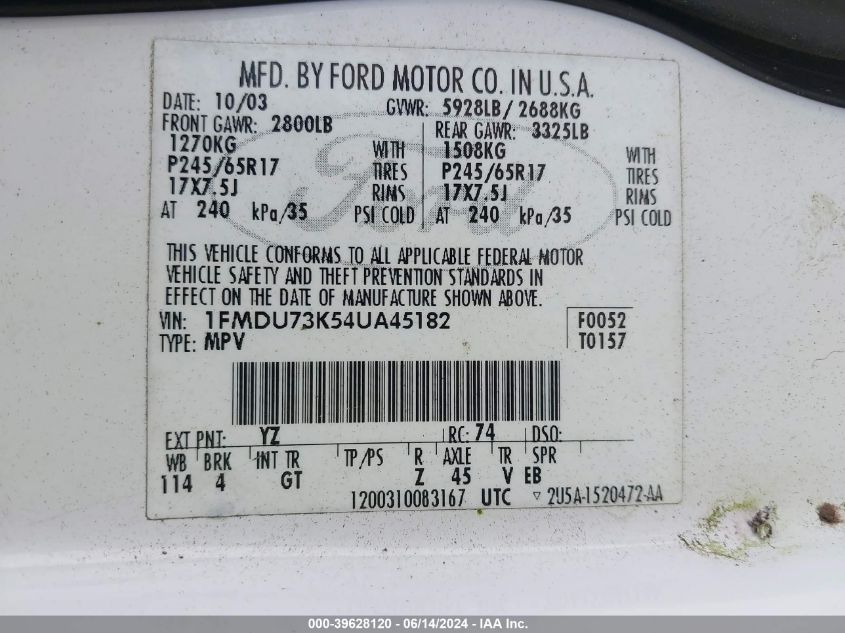 MFD. BY FORD MOTOR CO. IN U.S.A.
DATE: 10/03 GVWR: 5928LB/ 2688KG
FRONT GAWR: 2800LB REAR GAWR: 3325LB
1270KG WITH 1508KG WITH
P245/65R17 TIRES P245/65R17 TIRES
17X7.5J RIMS 17X7.5J RIMS
AT 240 kPa/35 PSI COLD AT 240 kPa/35 PSI COLD
Ford
THIS VEHICLE CONFORMS TO ALL APPLICABLE FEDERAL MOTOR
VEHICLE SAFETY AND THEFT PREVENTION STANDARDS IN
EFFECT ON THE DATE OF MANUFACTURE SHOWN ABOVE.
VIN: 1FMDU73K54UA45182 F0052
TYPE: MPV T0157
EXT PNT: YZ RC: 74 DSO:
WB BRK INT TR TP/PS R AXLE TR SPR
114 4 GT Z 45 V EB
1200310083167 UTC ▽ 2U5A-1520472-AA
000-39628120 / 06/14/2024 - IAA Inc.